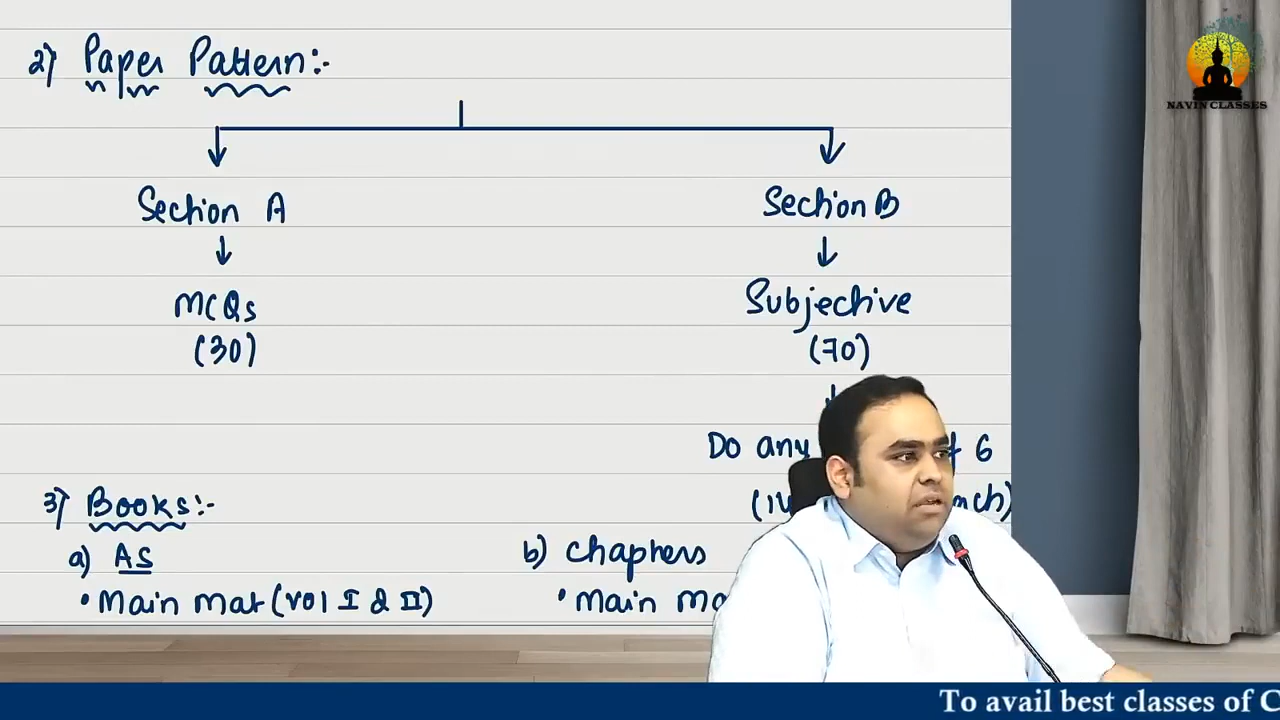 2) Paper Pattern:-
NAVIN CLASSES
Section A
Section B
MCQs
Subjective
(30)
(70)
Do any
6
3) Books:-
a) AS
b) Chapters
• Main Mat (Vol I & II)
• Main
To avail best classes of C